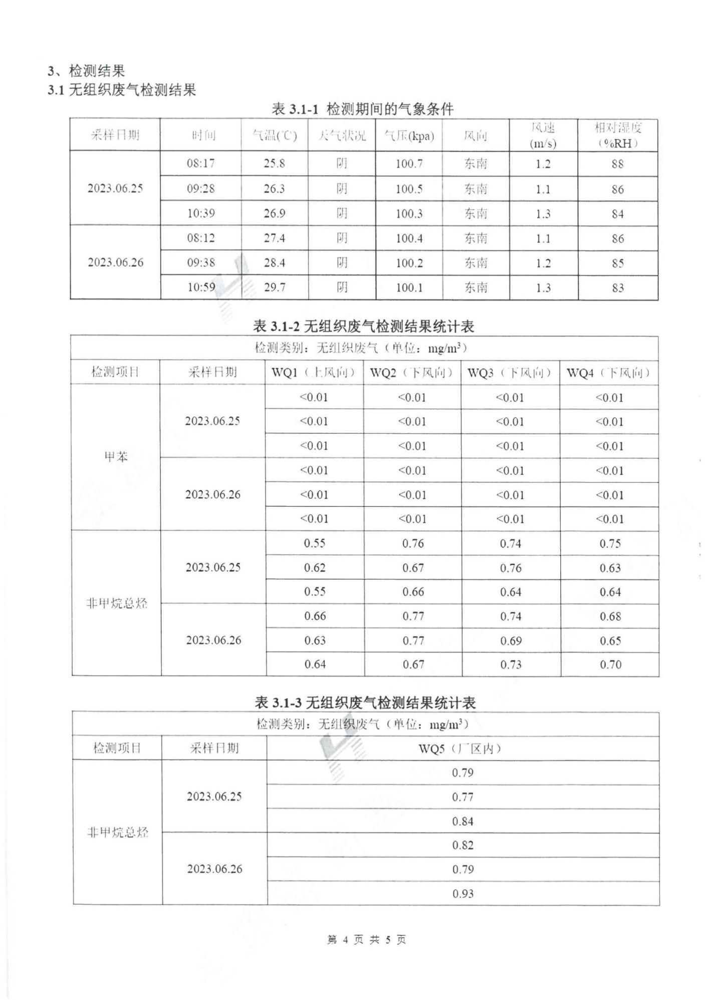 3、检测结果
3.1 无组织废气检测结果
表 3.1-1 检测期间的气象条件
采样日期 时间 气温(℃) 天气状况 气压(kpa) 风向 风速(m/s) 相对湿度(%RH)
2023.06.25 08:17 25.8 阴 100.7 东南 1.2 88
09:28 26.3 阴 100.5 东南 1.1 86
10:39 26.9 阴 100.3 东南 1.3 84
2023.06.26 08:12 27.4 阴 100.4 东南 1.1 86
09:38 28.4 阴 100.2 东南 1.2 85
10:59 29.7 阴 100.1 东南 1.3 83
表 3.1-2 无组织废气检测结果统计表
检测类别：无组织废气（单位：mg/m³）
检测项目 采样日期 WQ1（上风向） WQ2（下风向） WQ3（下风向） WQ4（下风向）
甲苯 2023.06.25 <0.01 <0.01 <0.01 <0.01
<0.01 <0.01 <0.01 <0.01
<0.01 <0.01 <0.01 <0.01
2023.06.26 <0.01 <0.01 <0.01 <0.01
<0.01 <0.01 <0.01 <0.01
<0.01 <0.01 <0.01 <0.01
非甲烷总烃 2023.06.25 0.55 0.76 0.74 0.75
0.62 0.67 0.76 0.63
0.55 0.66 0.64 0.64
2023.06.26 0.66 0.77 0.74 0.68
0.63 0.77 0.69 0.65
0.64 0.67 0.73 0.70
表 3.1-3 无组织废气检测结果统计表
检测类别：无组织废气（单位：mg/m³）
检测项目 采样日期 WQ5（厂区内）
非甲烷总烃 2023.06.25 0.79
0.77
0.84
2023.06.26 0.82
0.79
0.93
第 4 页 共 5 页